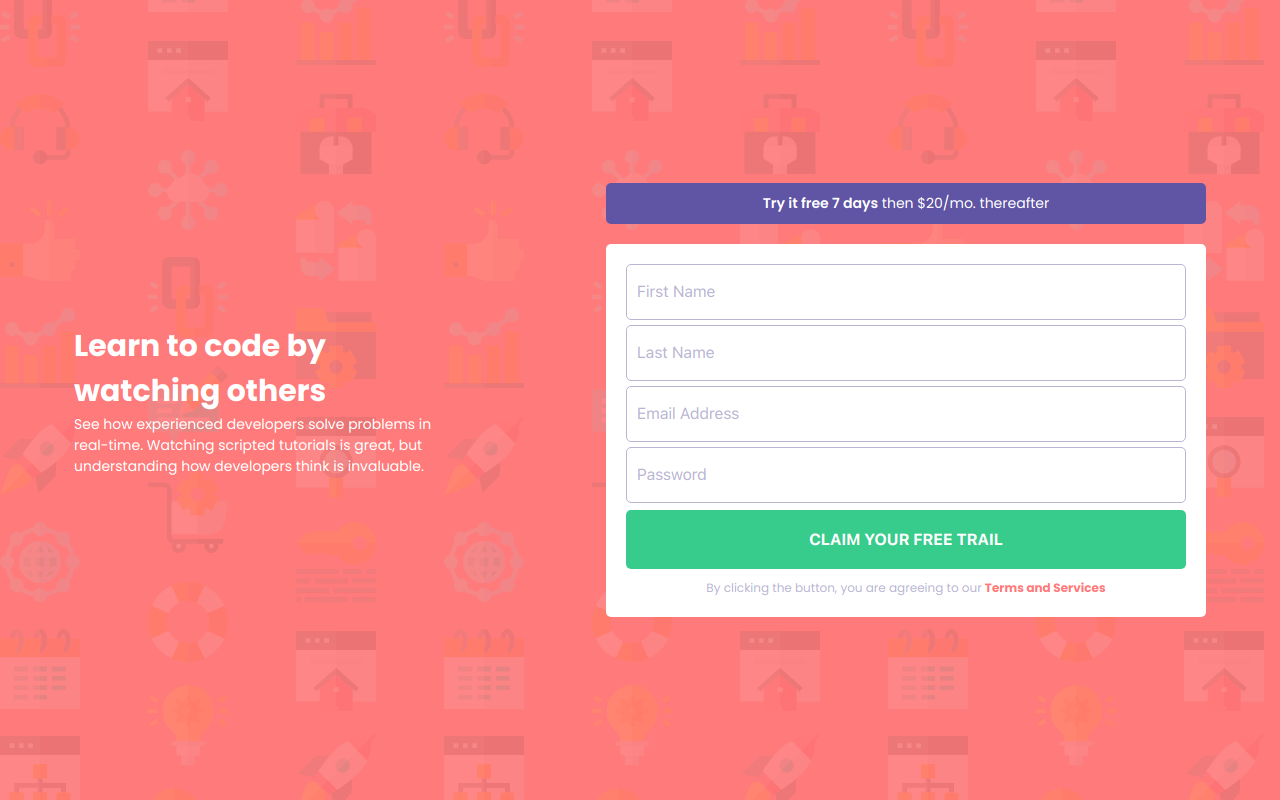 Learn to code by
watching others
See how experienced developers solve problems in
real-time. Watching scripted tutorials is great, but
understanding how developers think is invaluable.
Try it free 7 days then $20/mo. thereafter
First Name
Last Name
Email Address
Password
CLAIM YOUR FREE TRAIL
By clicking the button, you are agreeing to our Terms and Services